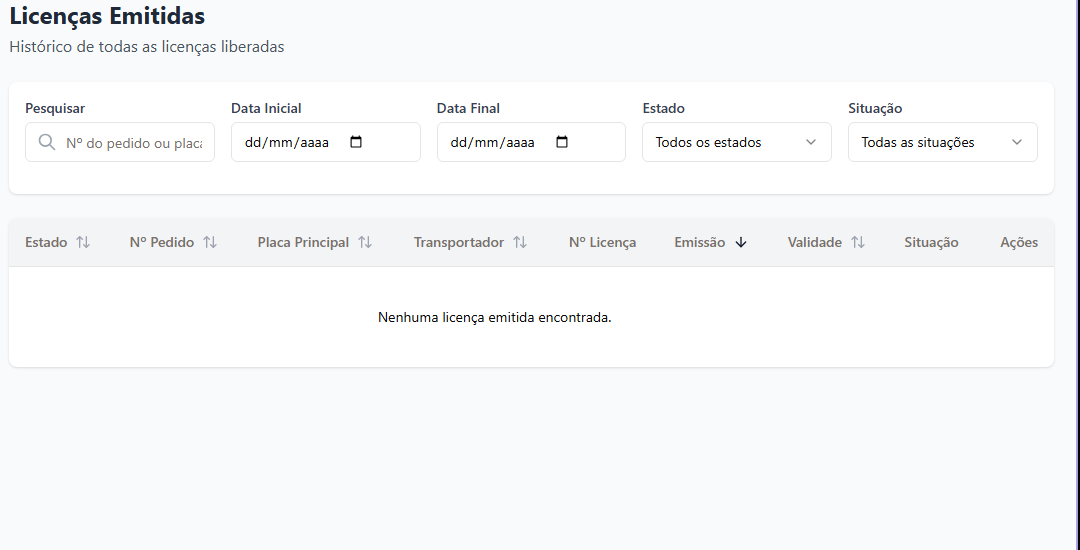 Licenças Emitidas
Histórico de todas as licenças liberadas
Pesquisar
Data Inicial
Data Final
Estado
Situação
Nº do pedido ou placa
dd/mm/aaaa
dd/mm/aaaa
Todos os estados
Todas as situações
Estado
Nº Pedido
Placa Principal
Transportador
Nº Licença
Emissão
Validade
Situação
Ações
Nenhuma licença emitida encontrada.